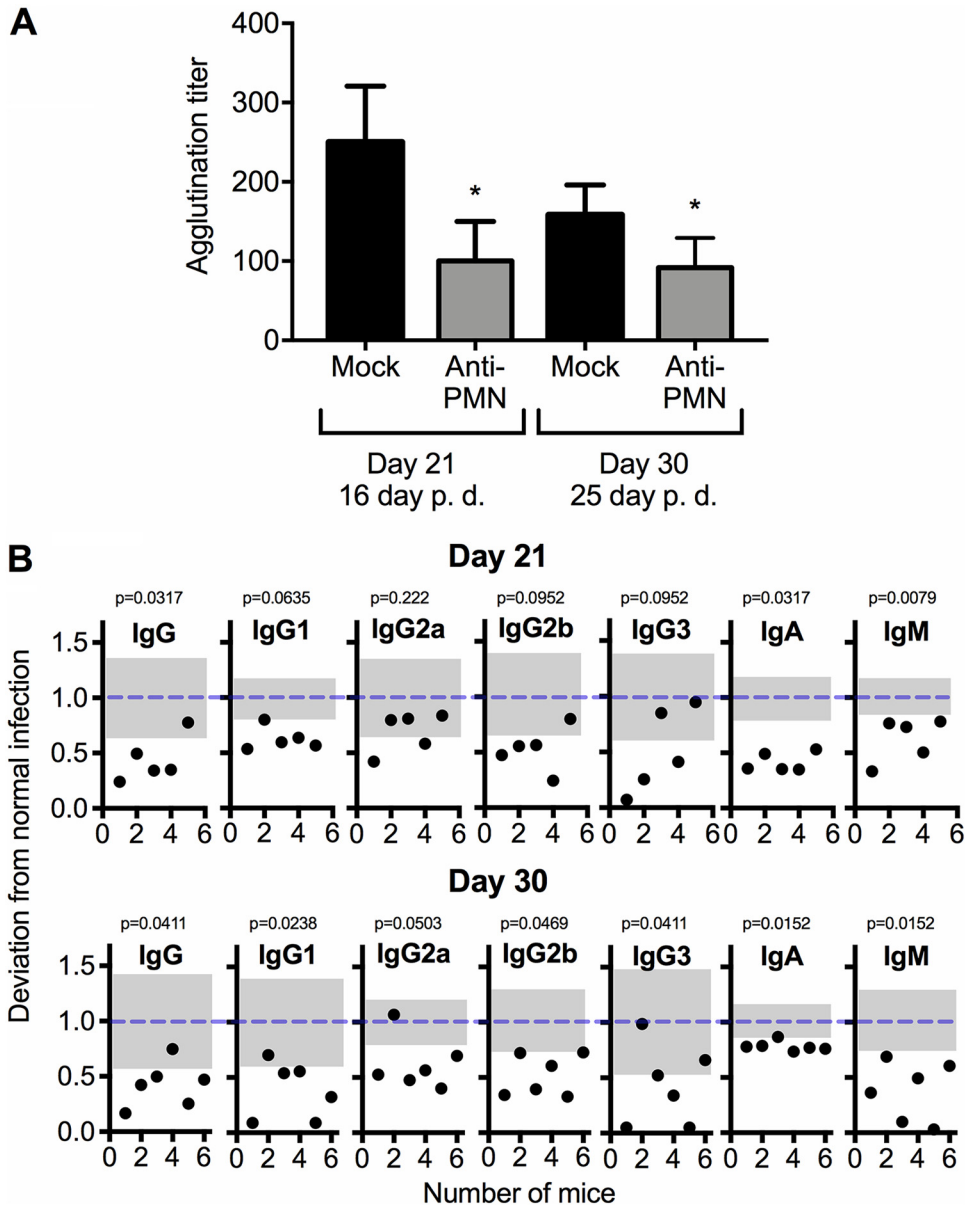 A
Agglutination titer
400
300
200
100
0
Mock
Anti-
PMN
Mock
Anti-
PMN
*
*
Day 21
16 day p. d.
Day 30
25 day p. d.
B
Day 21
Deviation from normal infection
p=0.0317 p=0.0635 p=0.222 p=0.0952 p=0.0952 p=0.0317 p=0.0079
IgG IgG1 IgG2a IgG2b IgG3 IgA IgM
1.5
1.0
0.5
0.0
0 2 4 6 0 2 4 6 0 2 4 6 0 2 4 6 0 2 4 6 0 2 4 6 0 2 4 6
Day 30
p=0.0411 p=0.0238 p=0.0503 p=0.0469 p=0.0411 p=0.0152 p=0.0152
IgG IgG1 IgG2a IgG2b IgG3 IgA IgM
1.5
1.0
0.5
0.0
0 2 4 6 0 2 4 6 0 2 4 6 0 2 4 6 0 2 4 6 0 2 4 6 0 2 4 6
Number of mice